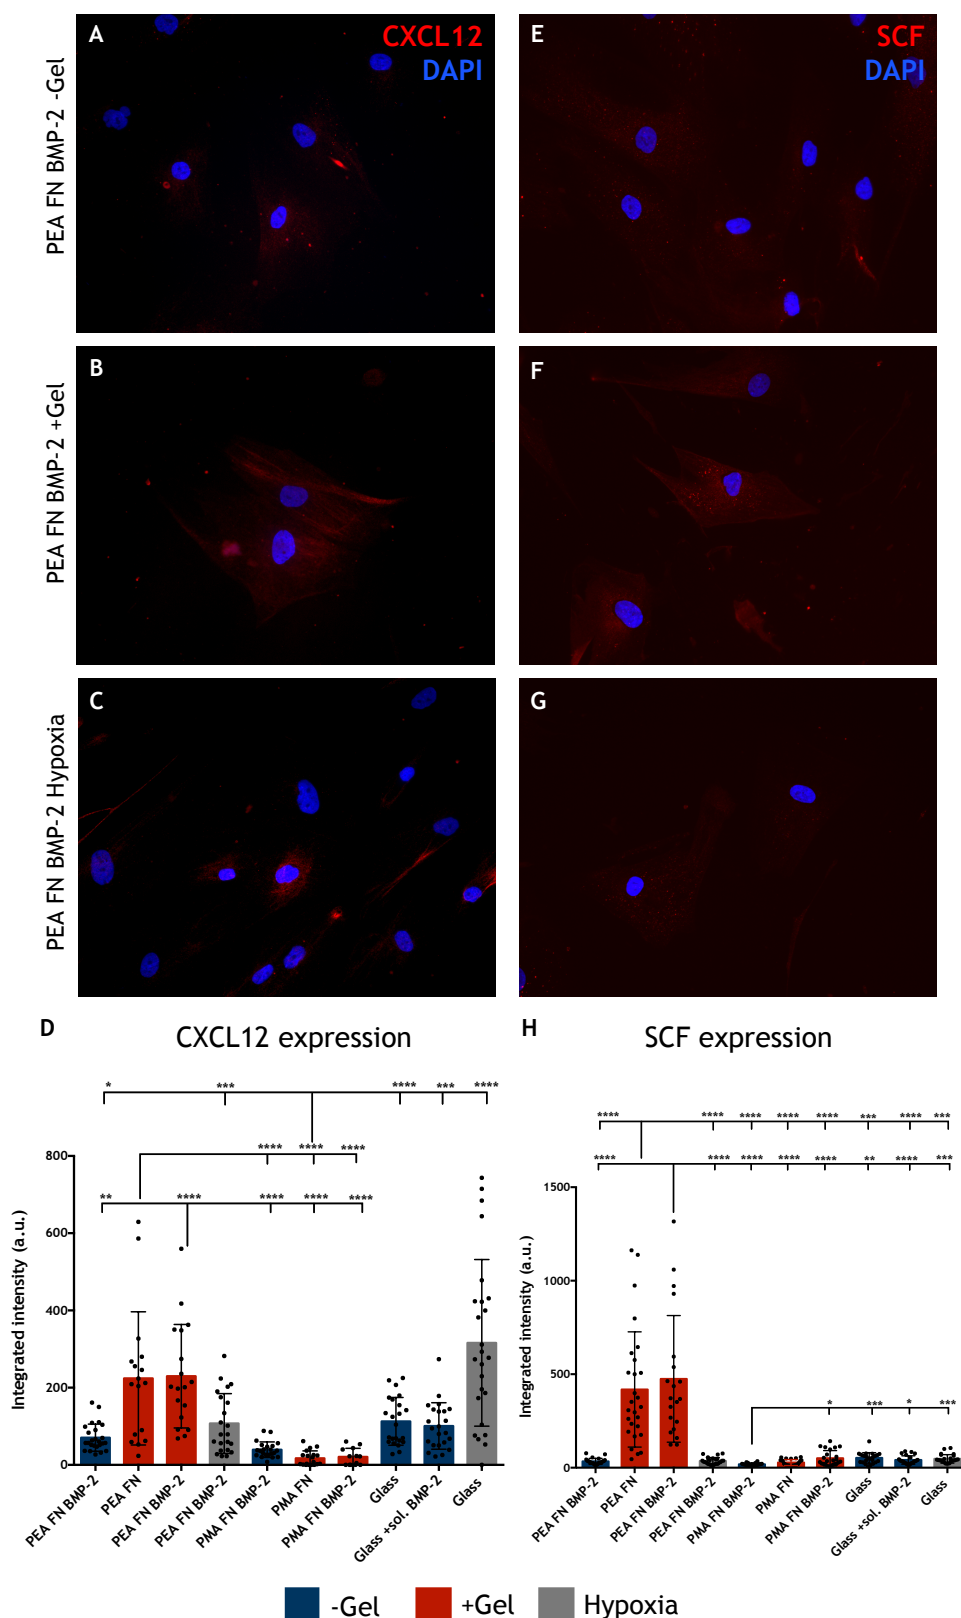 A
CXCL12
DAPI
PEA FN BMP-2 -Gel
E
SCF
DAPI
B
PEA FN BMP-2 +Gel
F
C
PEA FN BMP-2 Hypoxia
G
D
CXCL12 expression
* *** **** *** ****
**** **** ****
** **** **** **** ****
Integrated intensity (a.u.)
800
600
400
200
0
PEA FN BMP-2
PEA FN
PEA FN BMP-2
PEA FN BMP-2
PMA FN BMP-2
PMA FN
PMA FN BMP-2
Glass
Glass +sol. BMP-2
Glass
H
SCF expression
**** **** **** **** **** *** **** ***
**** **** **** **** **** ** **** ***
* *** * ***
Integrated intensity (a.u.)
1500
1000
500
0
PEA FN BMP-2
PEA FN
PEA FN BMP-2
PEA FN BMP-2
PMA FN BMP-2
PMA FN
PMA FN BMP-2
Glass
Glass +sol. BMP-2
Glass
-Gel
+Gel
Hypoxia